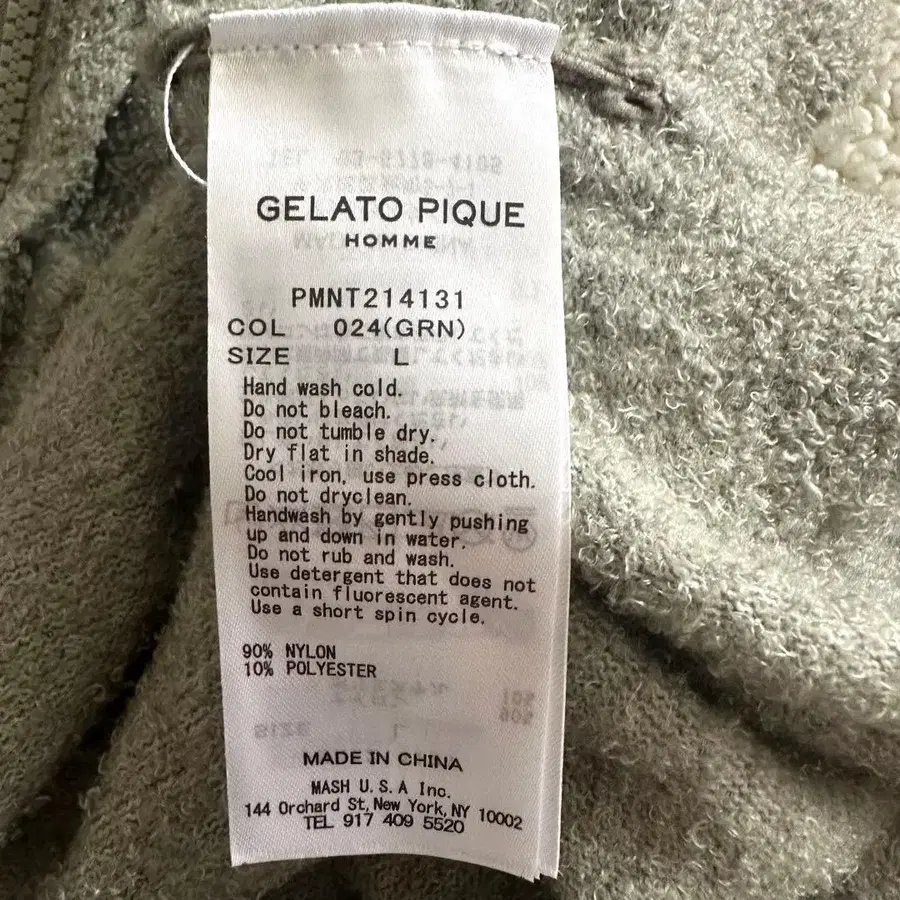 GELATO PIQUE
HOMME
PMNT214131
COL 024(GRN)
SIZE L
Hand wash cold.
Do not bleach.
Do not tumble dry.
Dry flat in shade.
Cool iron, use press cloth.
Do not dryclean.
Handwash by gently pushing
up and down in water.
Do not rub and wash.
Use detergent that does not
contain fluorescent agent.
Use a short spin cycle.
90% NYLON
10% POLYESTER
MADE IN CHINA
MASH U.S.A Inc.
144 Orchard St, New York, NY 10002
TEL 917 409 5520